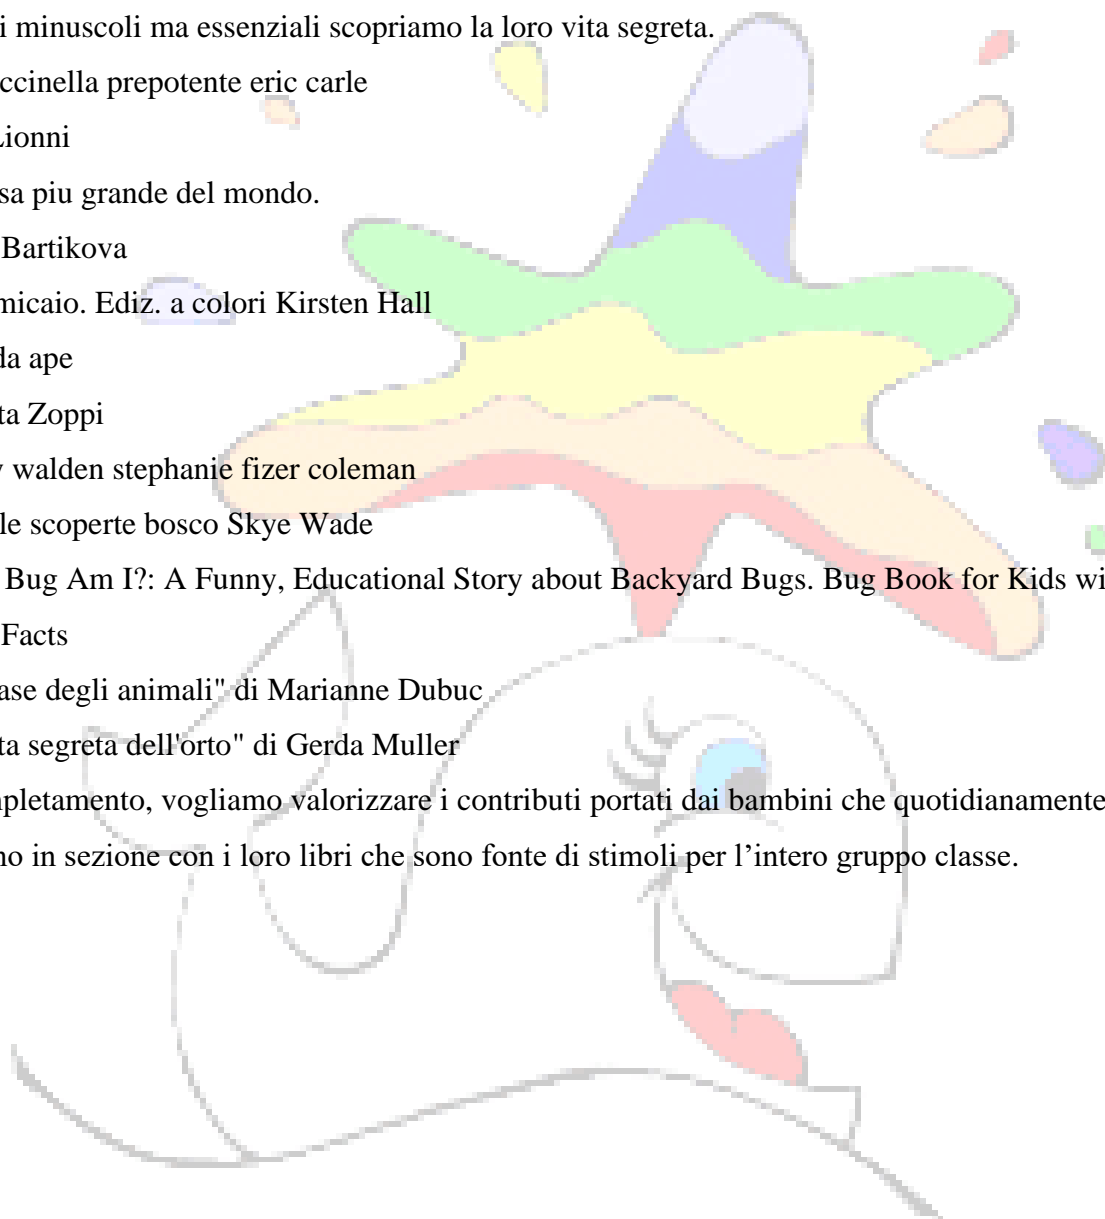 i minuscoli ma essenziali scopriamo la loro vita segreta.
ccinella prepotente eric carle
Lionni
sa piu grande del mondo.
Bartikova
micaio. Ediz. a colori Kirsten Hall
da ape
ta Zoppi
walden stephanie fizer coleman
le scoperte bosco Skye Wade
Bug Am I?: A Funny, Educational Story about Backyard Bugs. Bug Book for Kids wi
Facts
ase degli animali" di Marianne Dubuc
ta segreta dell'orto" di Gerda Muller
mpletamento, vogliamo valorizzare i contributi portati dai bambini che quotidianamente
no in sezione con i loro libri che sono fonte di stimoli per l’intero gruppo classe.